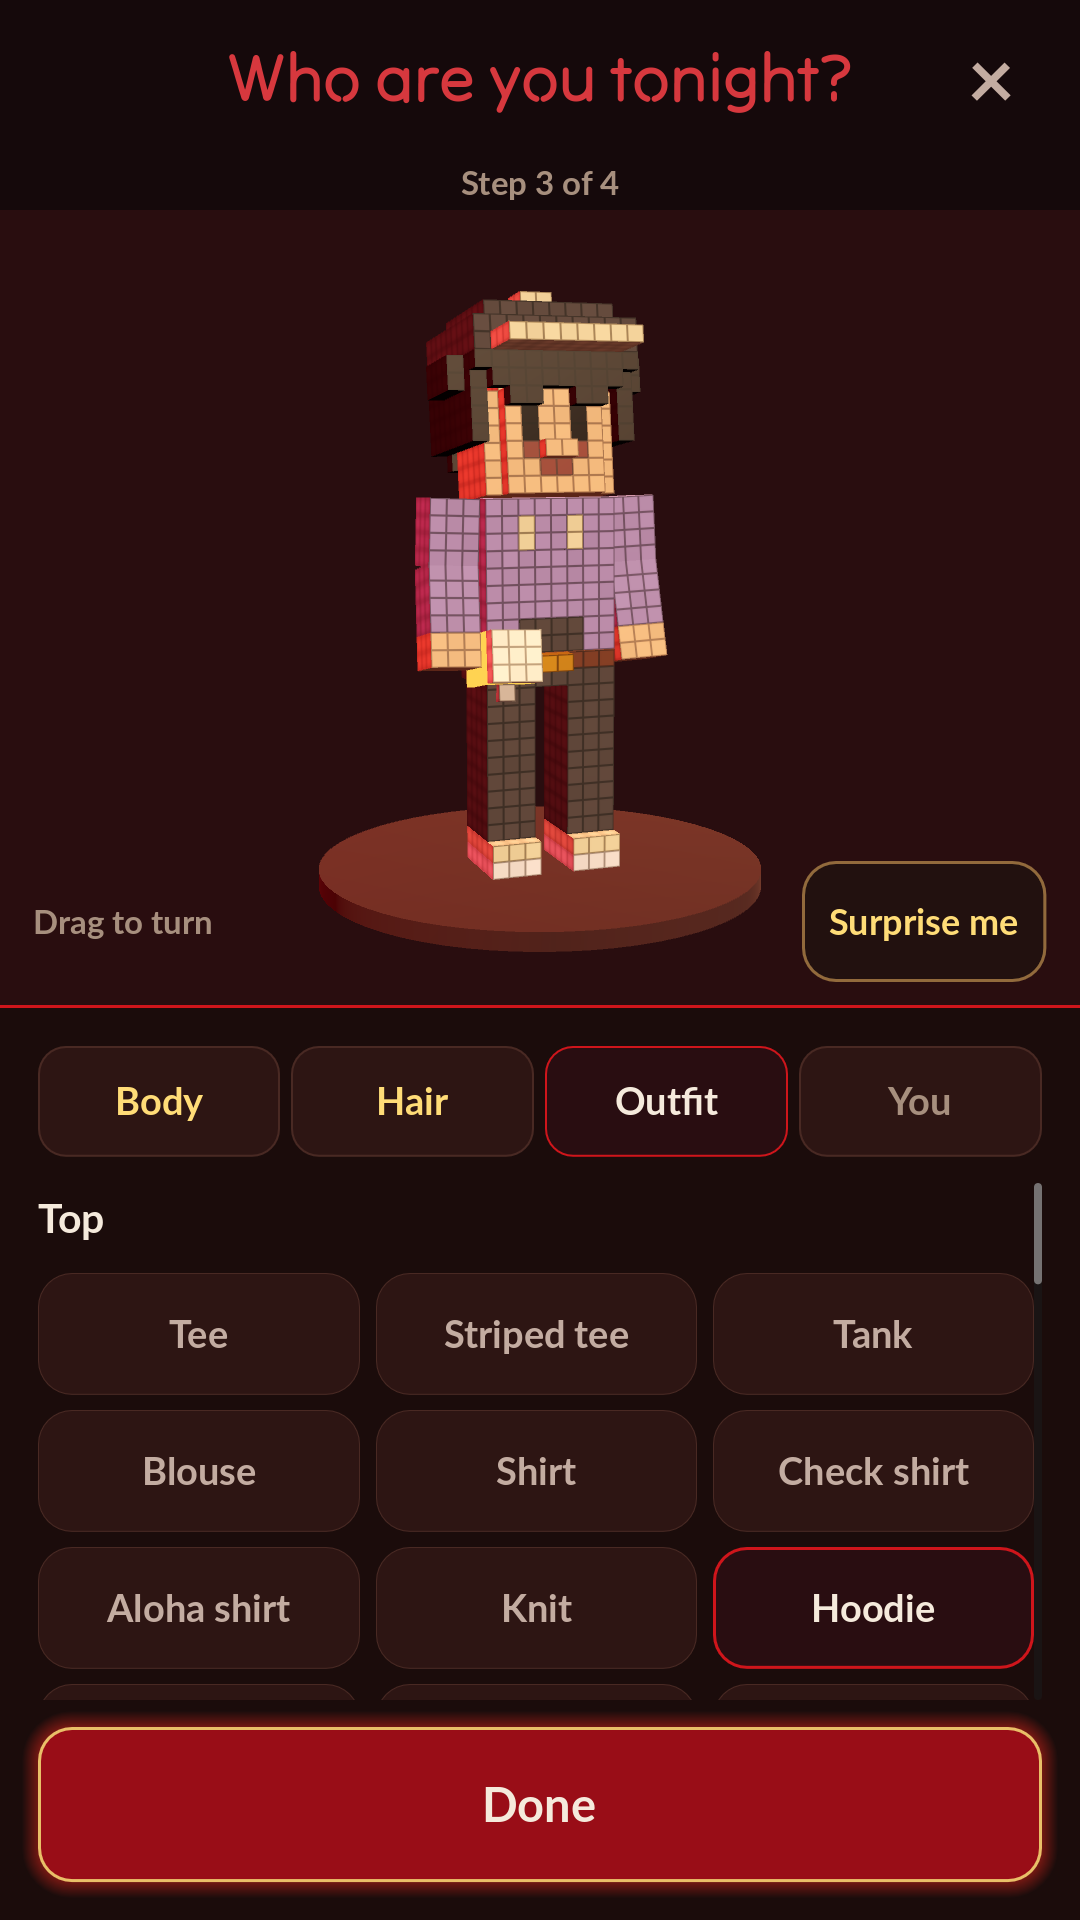 Who are you tonight?
Step 3 of 4
Drag to turn
Surprise me
Body
Hair
Outfit
You
Top
Tee
Striped tee
Tank
Blouse
Shirt
Check shirt
Aloha shirt
Knit
Hoodie
Done